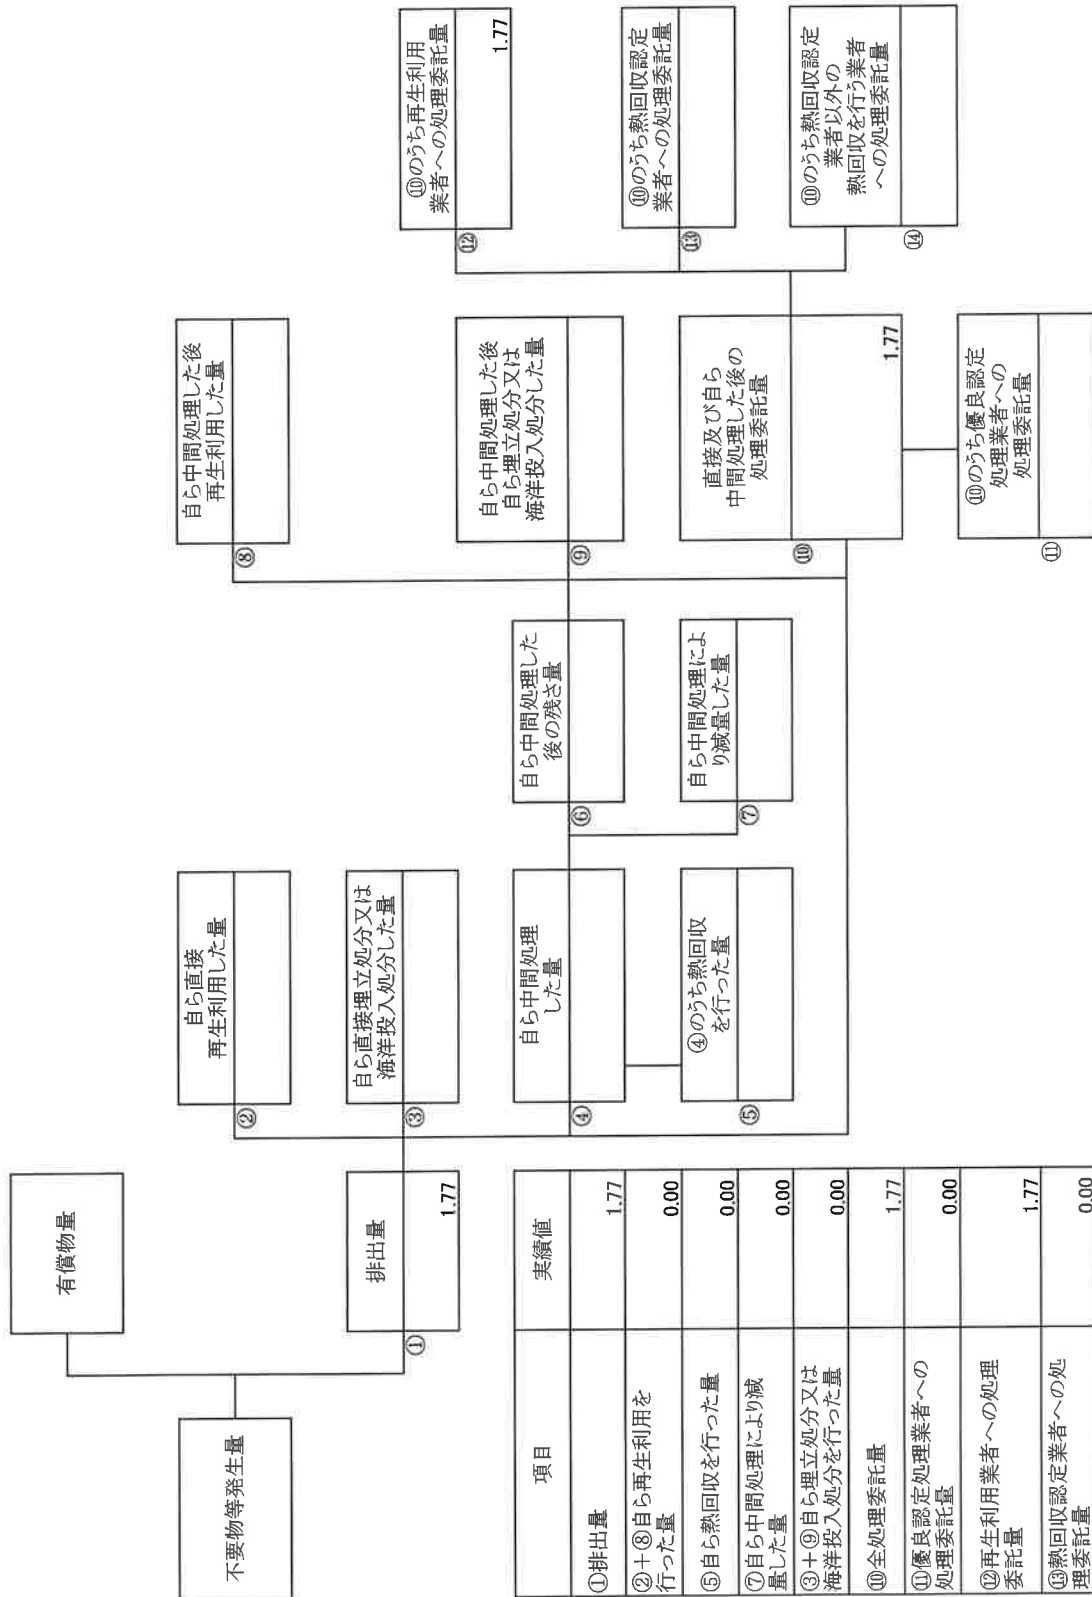 不要物等発生量
有償物量
排出量
①
1.77
自ら直接
再生利用した量
②
自ら直接埋立処分又は
海洋投入処分した量
③
自ら中間処理
した量
④
④のうち熱回収
を行った量
⑤
自ら中間処理した
後の残さ量
⑥
自ら中間処理によ
り減量した量
⑦
自ら中間処理した後
再生利用した量
⑧
自ら中間処理した後
自ら埋立処分又は
海洋投入処分した量
⑨
直接及び自ら
中間処理した後の
処理委託量
⑩
1.77
⑩のうち優良認定
処理業者への
処理委託量
⑪
⑩のうち再生利用
業者への処理委託量
⑫
1.77
⑩のうち熱回収認定
業者への処理委託量
⑬
⑩のうち熱回収認定
業者以外の
熱回収を行う業者
への処理委託量
⑭
項目
実績値
①排出量
1.77
②+⑧自ら再生利用を
行った量
0.00
⑤自ら熱回収を行った量
0.00
⑦自ら中間処理により減
量した量
0.00
③+⑨自ら埋立処分又は
海洋投入処分を行った量
0.00
⑩全処理委託量
1.77
⑪優良認定処理業者への
処理委託量
0.00
⑫再生利用業者への処理
委託量
1.77
⑬熱回収認定業者への処
理委託量
0.00